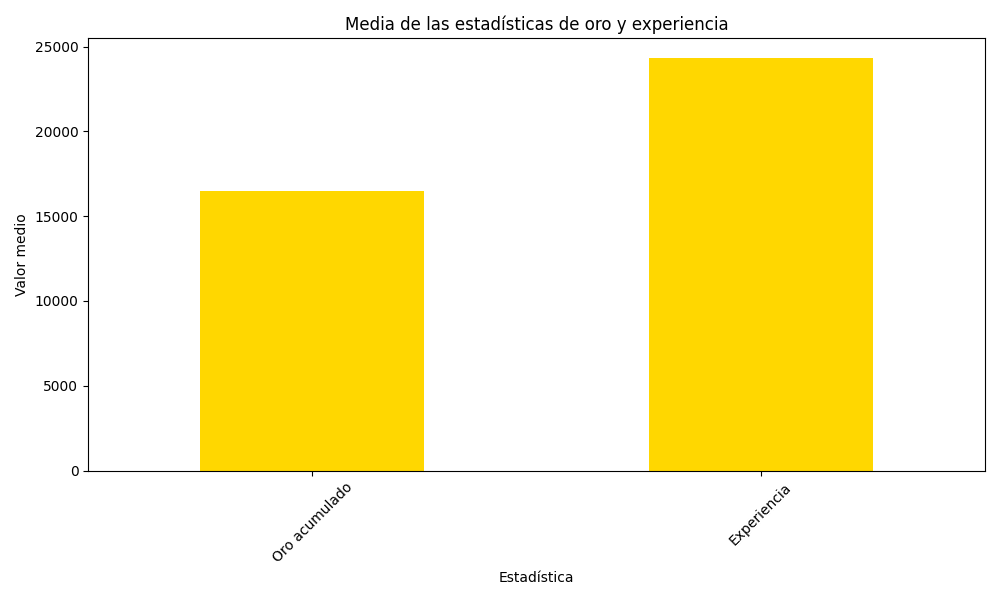 Media de las estadísticas de oro y experiencia
25000
20000
15000
10000
5000
0
Valor medio
Oro acumulado
Experiencia
Estadística